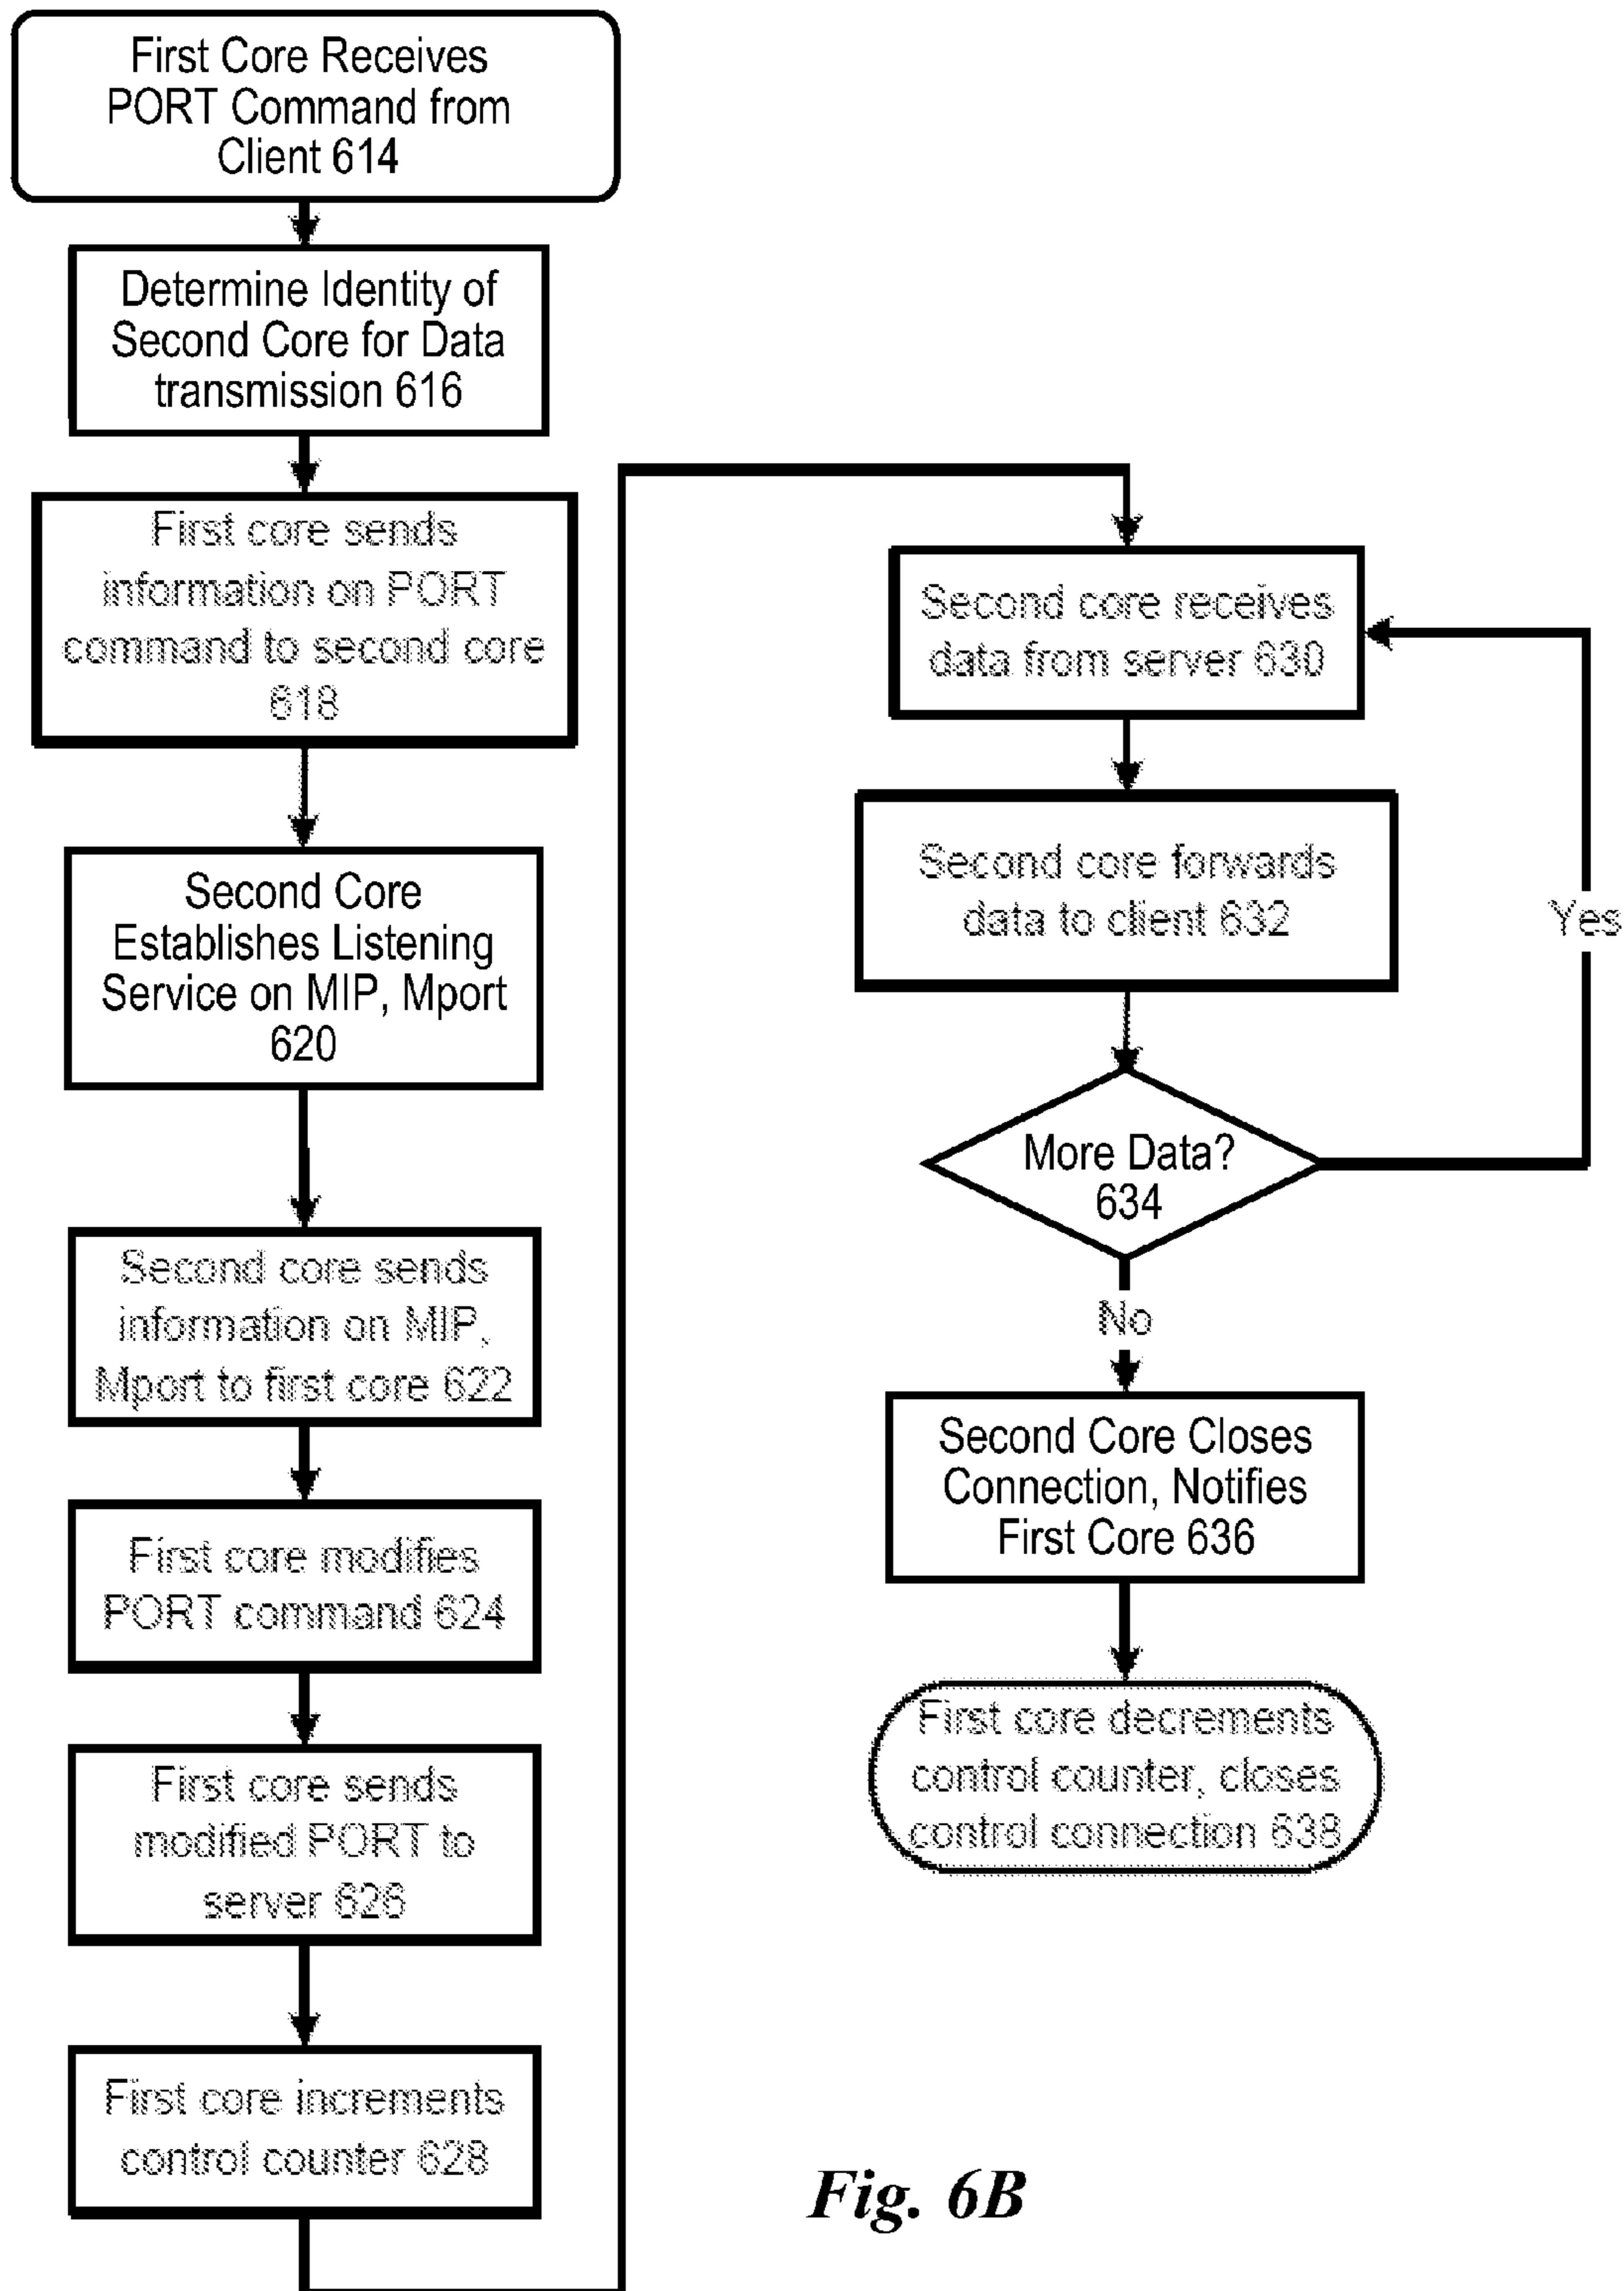 First Core Receives
PORT Command from
Client 614
Determine Identity of
Second Core for Data
transmission 616
First core sends
information on PORT
command to second core
618
Second Core
Establishes Listening
Service on MIP, Mport
620
Second core sends
information on MIP,
Mport to first core 622
First core modifies
PORT command 624
First core sends
modified PORT to
server 626
First core increments
control counter 628
Second core receives
data from server 630
Second core forwards
data to client 632
Yes
More Data?
634
No
Second Core Closes
Connection, Notifies
First Core 636
First core decrements
control counter, closes
control connection 638
Fig. 6B